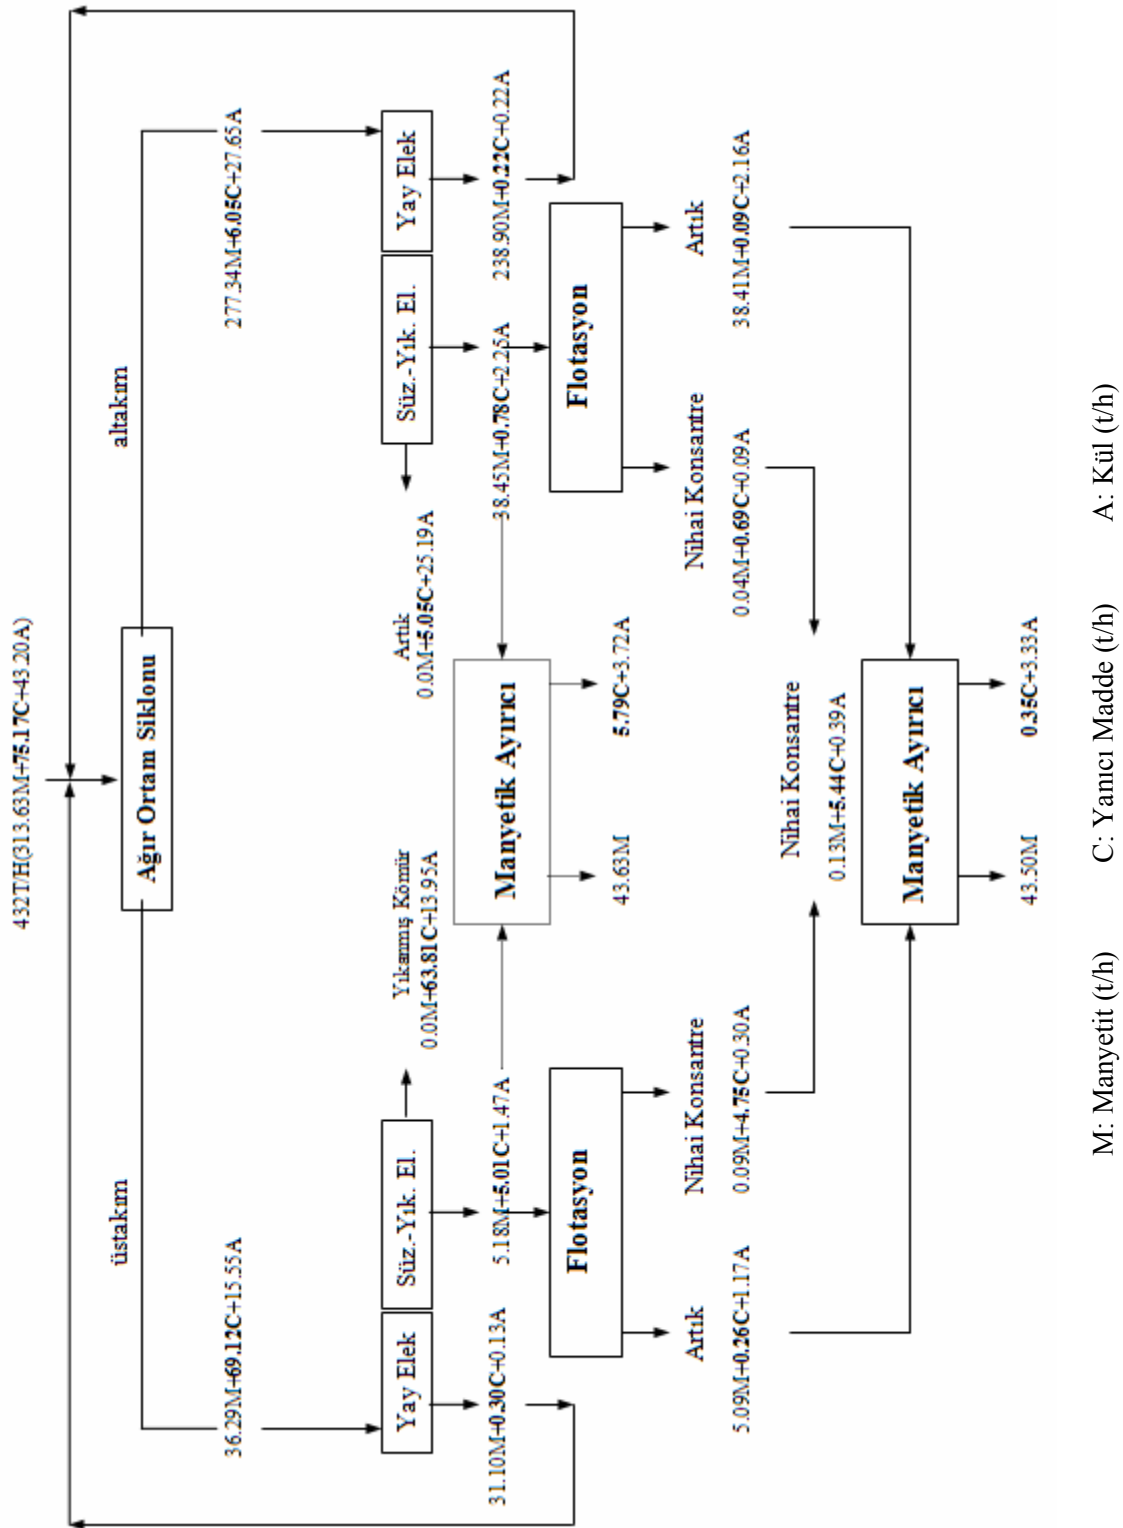 432T/H(313.63M+75.17C+43.20A)
Ağır Ortam Siklonu
üstakım
altakım
36.29M+69.12C+15.55A
277.34M+6.05C+27.65A
Yay Elek
Süz.-Yık. El.
Yıkanmış Kömür
0.0M+63.81C+13.95A
Artık
0.0M+5.05C+25.19A
Süz.-Yık. El.
Yay Elek
31.10M+0.30C+0.13A
5.18M+5.01C+1.47A
Manyetik Ayırıcı
38.45M+0.78C+2.25A
238.90M+0.22C+0.22A
Flotasyon
43.63M
5.79C+3.72A
Flotasyon
Artık
5.09M+0.26C+1.17A
Nihai Konsantre
0.09M+4.75C+0.30A
Nihai Konsantre
0.04M+0.69C+0.09A
Artık
38.41M+0.09C+2.16A
Nihai Konsantre
0.13M+5.44C+0.39A
Manyetik Ayırıcı
43.50M
0.35C+3.33A
M: Manyetit (t/h) C: Yanıcı Madde (t/h) A: Kül (t/h)